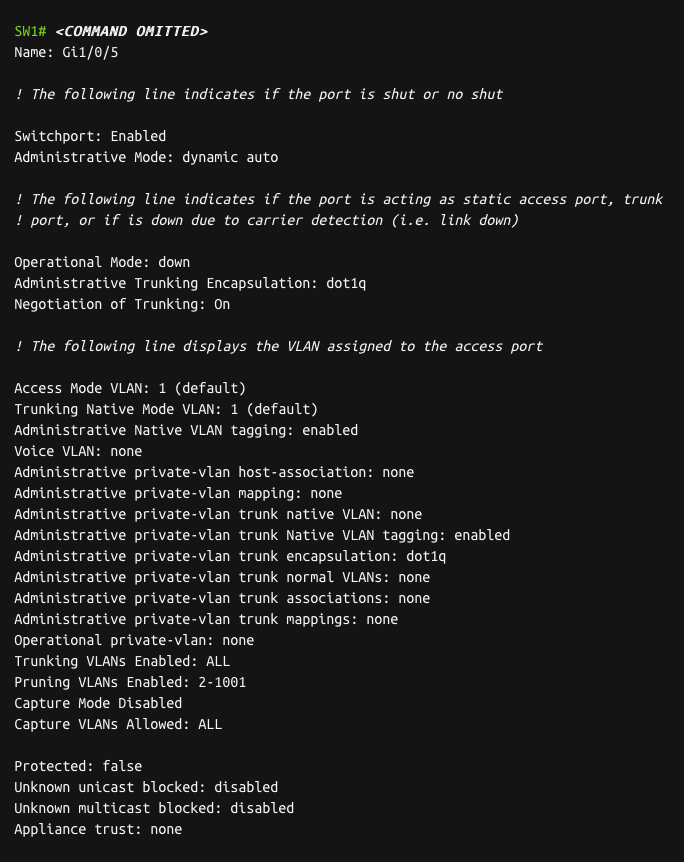 SW1# <COMMAND OMITTED>
Name: Gi1/0/5
! The following line indicates if the port is shut or no shut
Switchport: Enabled
Administrative Mode: dynamic auto
! The following line indicates if the port is acting as static access port, trunk
! port, or if is down due to carrier detection (i.e. link down)
Operational Mode: down
Administrative Trunking Encapsulation: dot1q
Negotiation of Trunking: On
! The following line displays the VLAN assigned to the access port
Access Mode VLAN: 1 (default)
Trunking Native Mode VLAN: 1 (default)
Administrative Native VLAN tagging: enabled
Voice VLAN: none
Administrative private-vlan host-association: none
Administrative private-vlan mapping: none
Administrative private-vlan trunk native VLAN: none
Administrative private-vlan trunk Native VLAN tagging: enabled
Administrative private-vlan trunk encapsulation: dot1q
Administrative private-vlan trunk normal VLANs: none
Administrative private-vlan trunk associations: none
Administrative private-vlan trunk mappings: none
Operational private-vlan: none
Trunking VLANs Enabled: ALL
Pruning VLANs Enabled: 2-1001
Capture Mode Disabled
Capture VLANs Allowed: ALL
Protected: false
Unknown unicast blocked: disabled
Unknown multicast blocked: disabled
Appliance trust: none